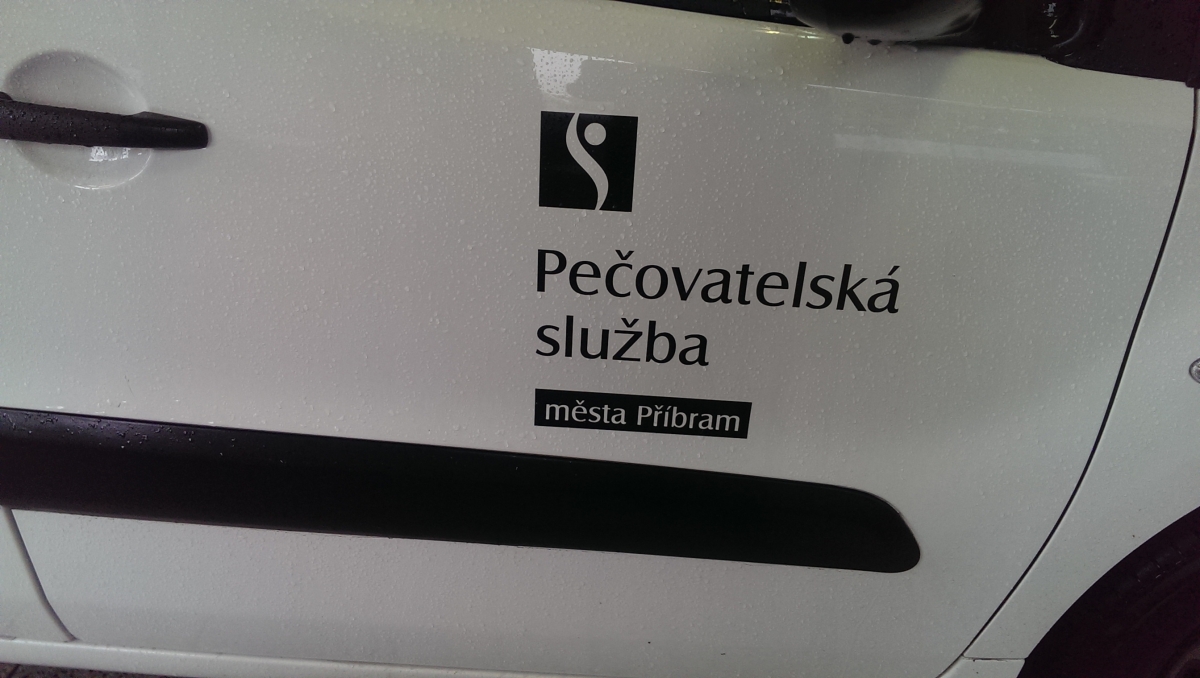 Pečovatelská
služba
města Příbram